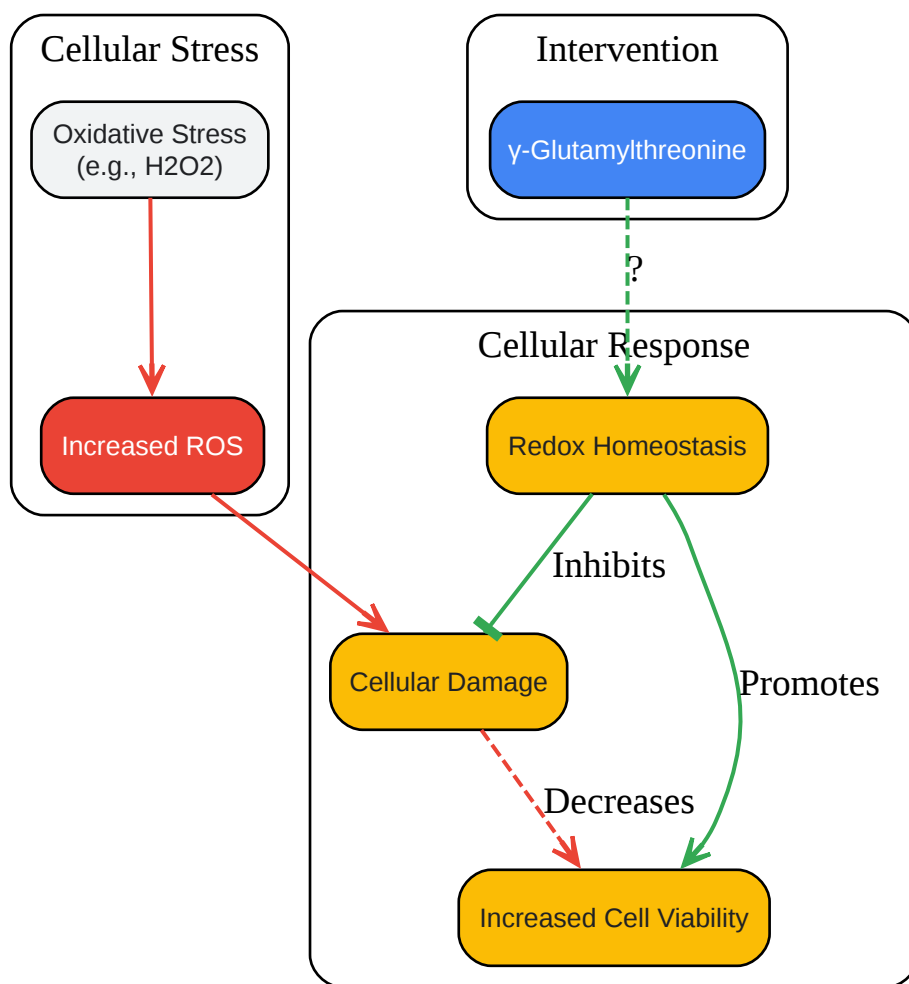 Cellular Stress
Oxidative Stress
(e.g., H2O2)
Increased ROS
Intervention
γ-Glutamylthreonine
?
Cellular Response
Redox Homeostasis
Inhibits
Promotes
Cellular Damage
Decreases
Increased Cell Viability